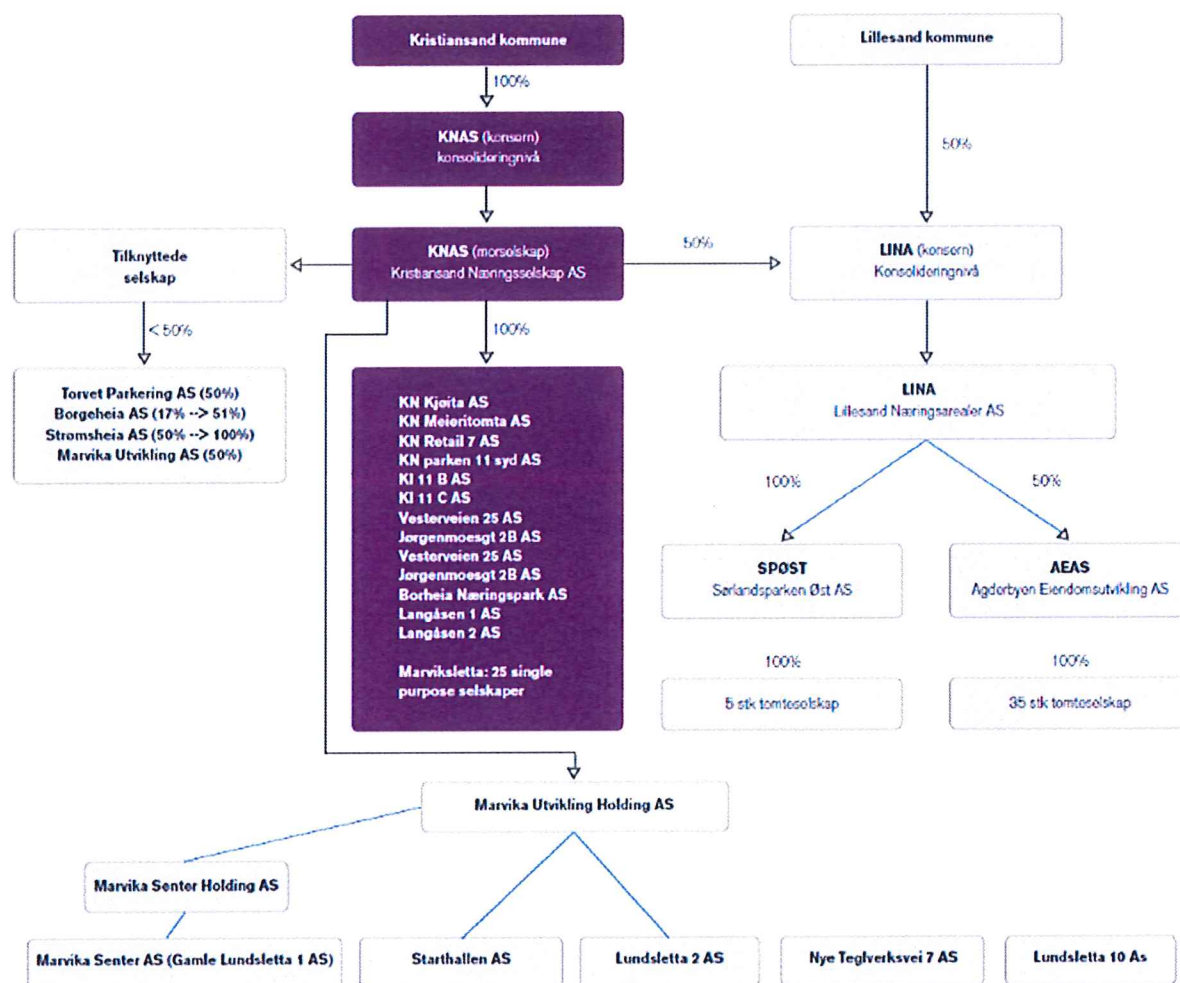 Kristiansand kommune
Lillesand kommune
100%
KNAS (konsern)
konsolideringnivå
50%
Tilknyttede
selskap
KNAS (morselskap)
Kristiansand Næringsselskap AS
50%
LINA (konsern)
Konsolideringnivå
< 50%
100%
Torvet Parkering AS (50%)
Borgeheia AS (17% --> 51%)
Strømsheia AS (50% --> 100%)
Marvika Utvikling AS (50%)
KN Kjøita AS
KN Meieritomta AS
KN Retail 7 AS
KN parken 11 syd AS
KI 11 B AS
KI 11 C AS
Vesterveien 25 AS
Jørgenmoesgt 2B AS
Vesterveien 25 AS
Jørgenmoesgt 2B AS
Borheia Næringspark AS
Langåsen 1 AS
Langåsen 2 AS
Marviksletta: 25 single
purpose selskaper
LINA
Lillesand Næringsarealer AS
100%
50%
SPØST
Sørlandsparken Øst AS
AEAS
Agderbyen Eiendomsutvikling AS
100%
100%
5 stk tomteselskap
35 stk tomteselskap
Marvika Utvikling Holding AS
Marvika Senter Holding AS
Marvika Senter AS (Gamle Lundsletta 1 AS)
Starthallen AS
Lundsletta 2 AS
Nye Teglverksvei 7 AS
Lundsletta 10 As